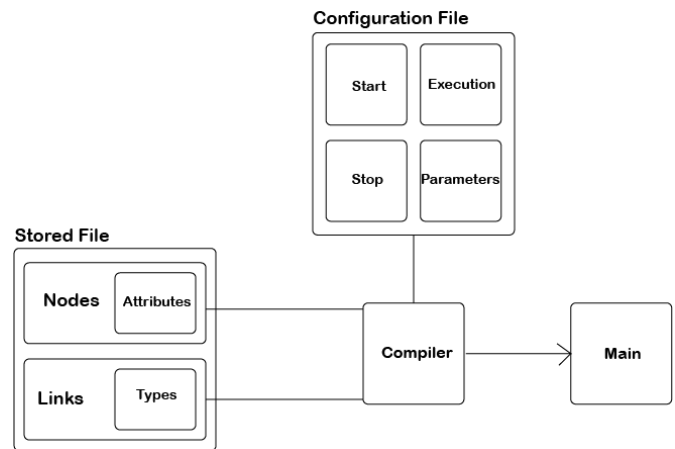 Configuration File
Start
Execution
Stop
Parameters
Stored File
Nodes
Attributes
Links
Types
Compiler
Main